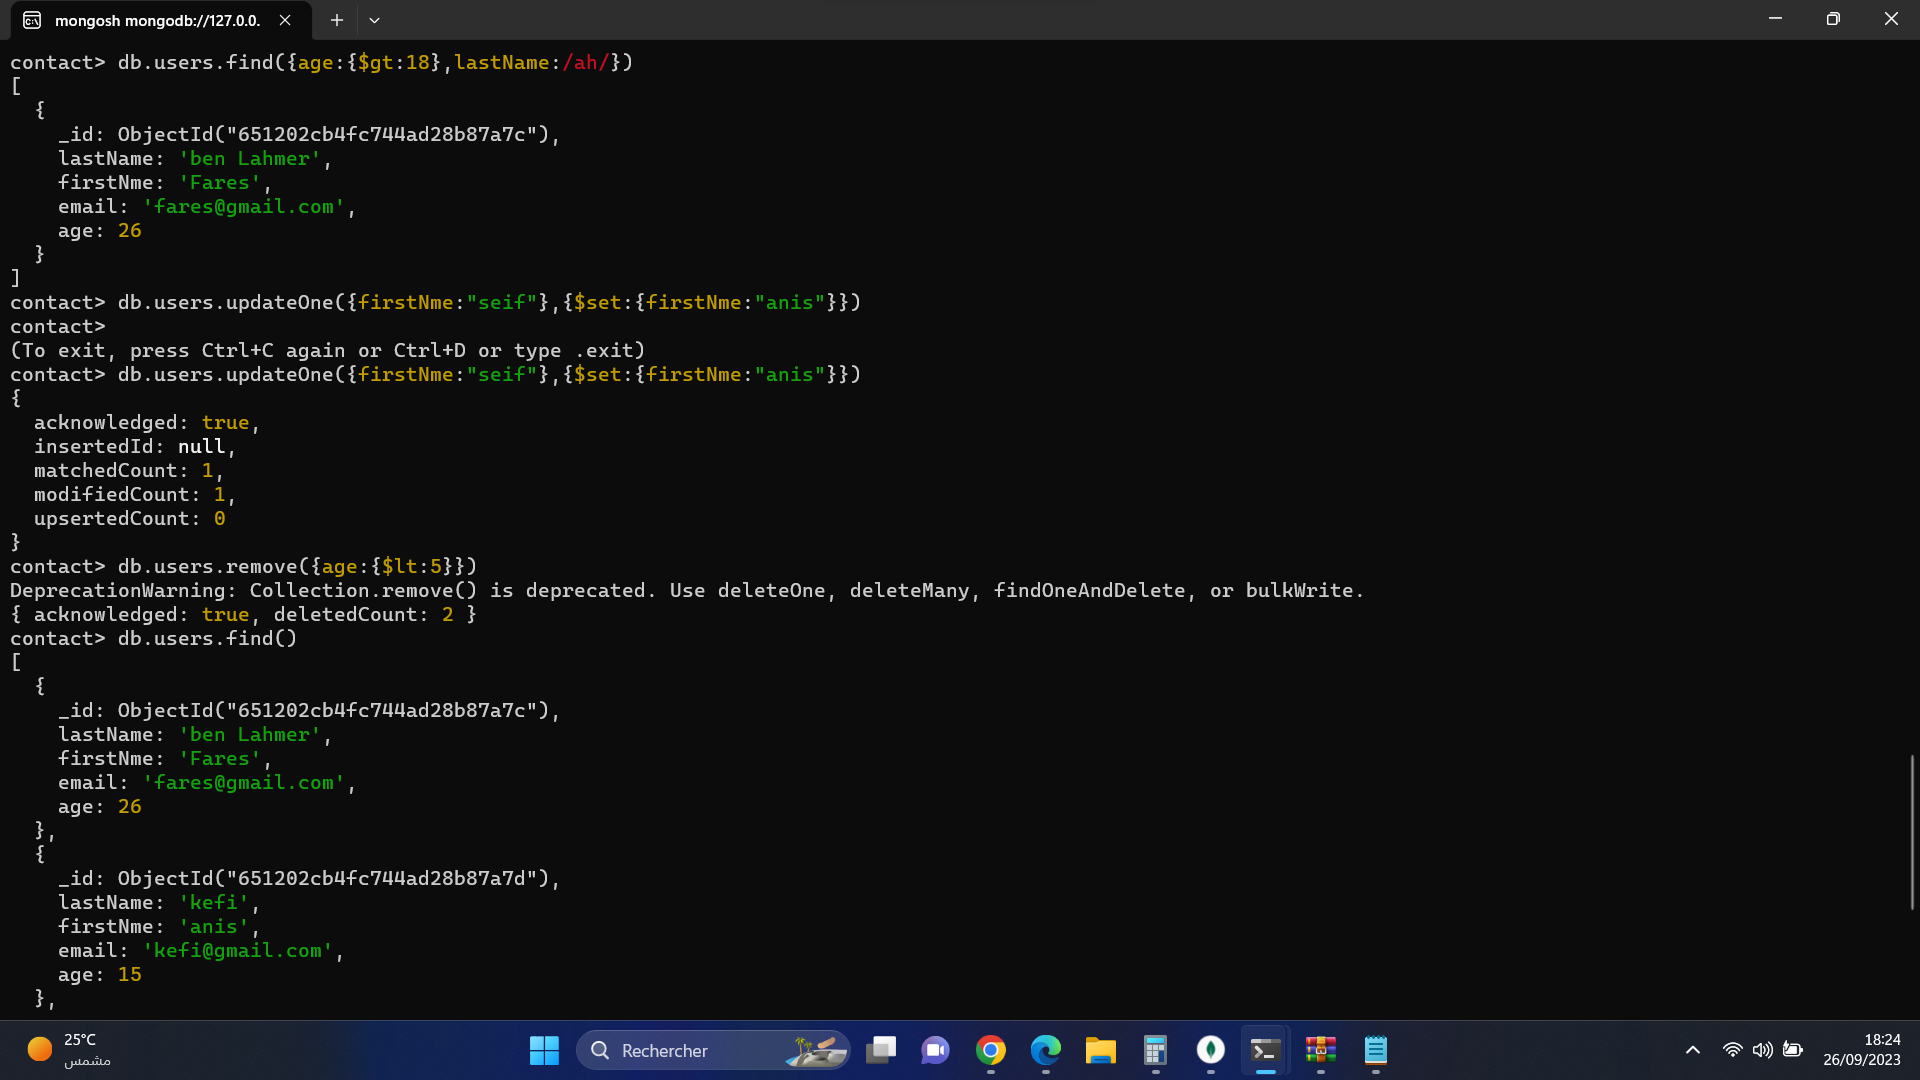 mongosh mongodb://127.0.0.
contact> db.users.find({age:{$gt:18},lastName:/ah/})
[
  {
    _id: ObjectId("651202cb4fc744ad28b87a7c"),
    lastName: 'ben Lahmer',
    firstNme: 'Fares',
    email: 'fares@gmail.com',
    age: 26
  }
]
contact> db.users.updateOne({firstNme:"seif"},{$set:{firstNme:"anis"}})
contact>
(To exit, press Ctrl+C again or Ctrl+D or type .exit)
contact> db.users.updateOne({firstNme:"seif"},{$set:{firstNme:"anis"}})
{
  acknowledged: true,
  insertedId: null,
  matchedCount: 1,
  modifiedCount: 1,
  upsertedCount: 0
}
contact> db.users.remove({age:{$lt:5}})
DeprecationWarning: Collection.remove() is deprecated. Use deleteOne, deleteMany, findOneAndDelete, or bulkWrite.
{ acknowledged: true, deletedCount: 2 }
contact> db.users.find()
[
  {
    _id: ObjectId("651202cb4fc744ad28b87a7c"),
    lastName: 'ben Lahmer',
    firstNme: 'Fares',
    email: 'fares@gmail.com',
    age: 26
  },
  {
    _id: ObjectId("651202cb4fc744ad28b87a7d"),
    lastName: 'kefi',
    firstNme: 'anis',
    email: 'kefi@gmail.com',
    age: 15
  },
25°C
مشمس
Rechercher
18:24
26/09/2023